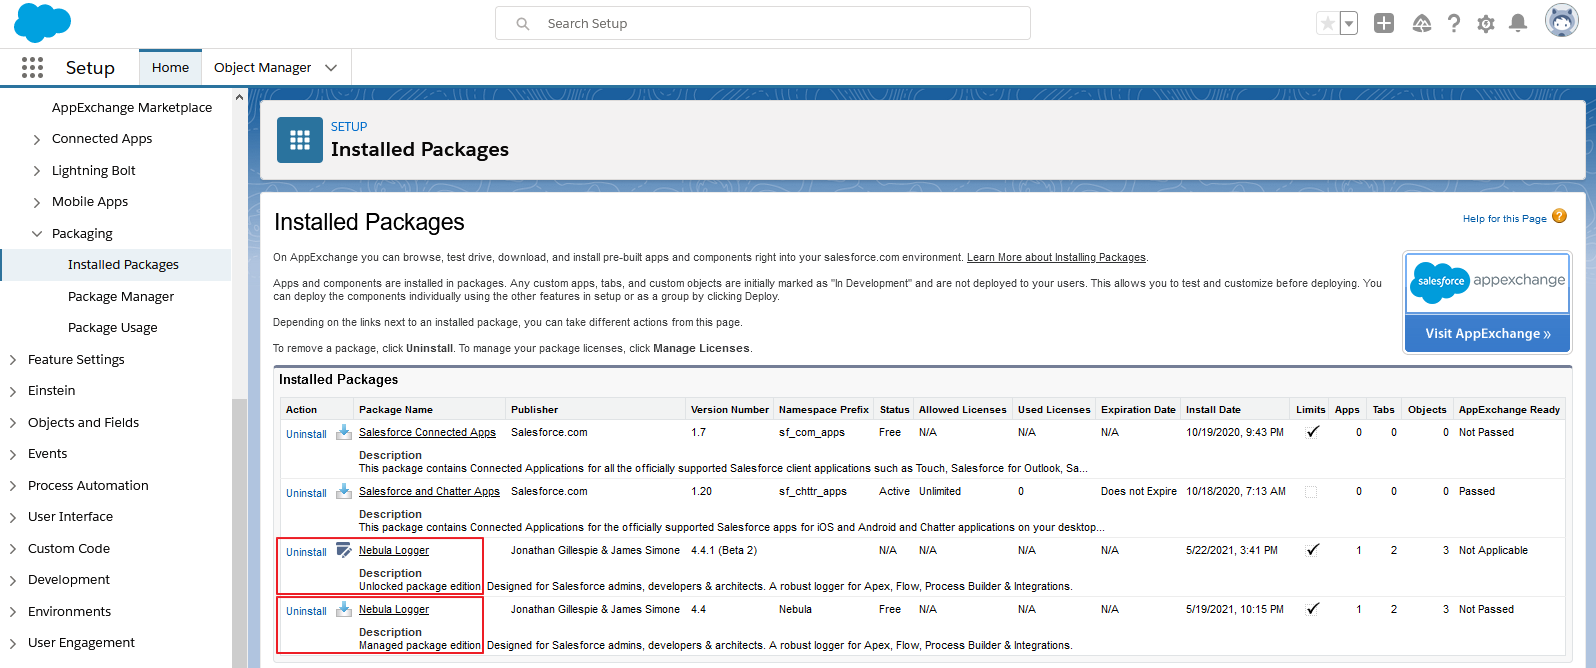 Search Setup
Setup
Home
Object Manager
AppExchange Marketplace
Connected Apps
Lightning Bolt
Mobile Apps
Packaging
Installed Packages
Package Manager
Package Usage
Feature Settings
Einstein
Objects and Fields
Events
Process Automation
User Interface
Custom Code
Development
Environments
User Engagement
SETUP
Installed Packages
Installed Packages
Help for this Page ?
On AppExchange you can browse, test drive, download, and install pre-built apps and components right into your salesforce.com environment. Learn More about Installing Packages.
Apps and components are installed in packages. Any custom apps, tabs, and custom objects are initially marked as "In Development" and are not deployed to your users. This allows you to test and customize before deploying. You
can deploy the components individually using the other features in setup or as a group by clicking Deploy.
Depending on the links next to an installed package, you can take different actions from this page.
To remove a package, click Uninstall. To manage your package licenses, click Manage Licenses.
salesforce appexchange
Visit AppExchange »
Installed Packages
Action Package Name Publisher Version Number Namespace Prefix Status Allowed Licenses Used Licenses Expiration Date Install Date Limits Apps Tabs Objects AppExchange Ready
Uninstall Salesforce Connected Apps Salesforce.com 1.7 sf_com_apps Free N/A N/A N/A 10/19/2020, 9:43 PM 0 0 0 Not Passed
Description
This package contains Connected Applications for all the officially supported Salesforce client applications such as Touch, Salesforce for Outlook, Sa...
Uninstall Salesforce and Chatter Apps Salesforce.com 1.20 sf_chttr_apps Active Unlimited 0 Does not Expire 10/18/2020, 7:13 AM 0 0 0 Passed
Description
This package contains Connected Applications for the officially supported Salesforce apps for iOS and Android and Chatter applications on your desktop...
Uninstall Nebula Logger Jonathan Gillespie & James Simone 4.4.1 (Beta 2) N/A N/A N/A N/A 5/22/2021, 3:41 PM 1 2 3 Not Applicable
Description
Unlocked package edition Designed for Salesforce admins, developers & architects. A robust logger for Apex, Flow, Process Builder & Integrations.
Uninstall Nebula Logger Jonathan Gillespie & James Simone 4.4 Nebula Free N/A N/A N/A 5/19/2021, 10:15 PM 1 2 3 Not Passed
Description
Managed package edition Designed for Salesforce admins, developers & architects. A robust logger for Apex, Flow, Process Builder & Integrations.